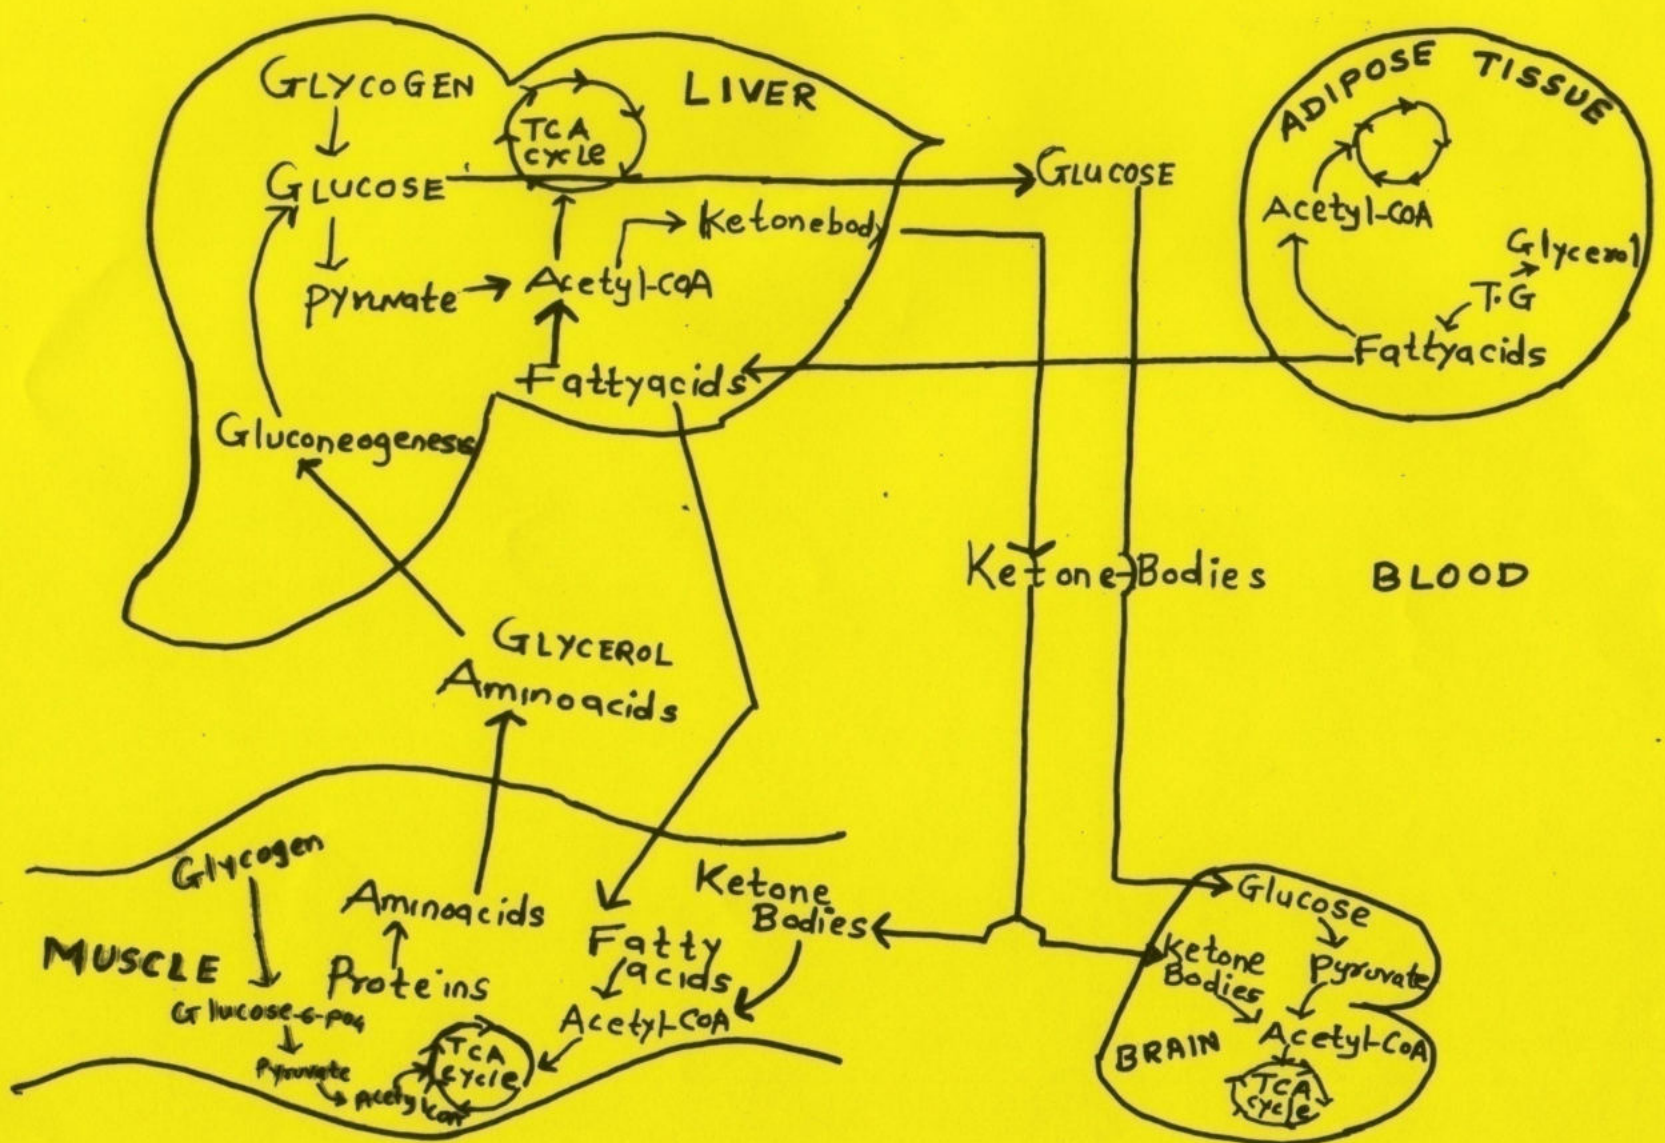 GLYCOGEN
TCA
cycle
LIVER
GLUCOSE
Ketonebody
Pyruvate
Acetyl-CoA
Fattyacids
Gluconeogenesis
GLUCOSE
ADIPOSE TISSUE
Acetyl-COA
Glycerol
T.G
Fattyacids
Ketone-Bodies
BLOOD
GLYCEROL
Aminoacids
Glycogen
Aminoacids
Ketone
Bodies
Fatty
acids
MUSCLE
Proteins
Glucose-6-po4
Acetyl-COA
Pyruvate
Acetylcoa
TCA
cycle
Glucose
Ketone
Bodies
Pyruvate
BRAIN
Acetyl-CoA
TCA
cycle